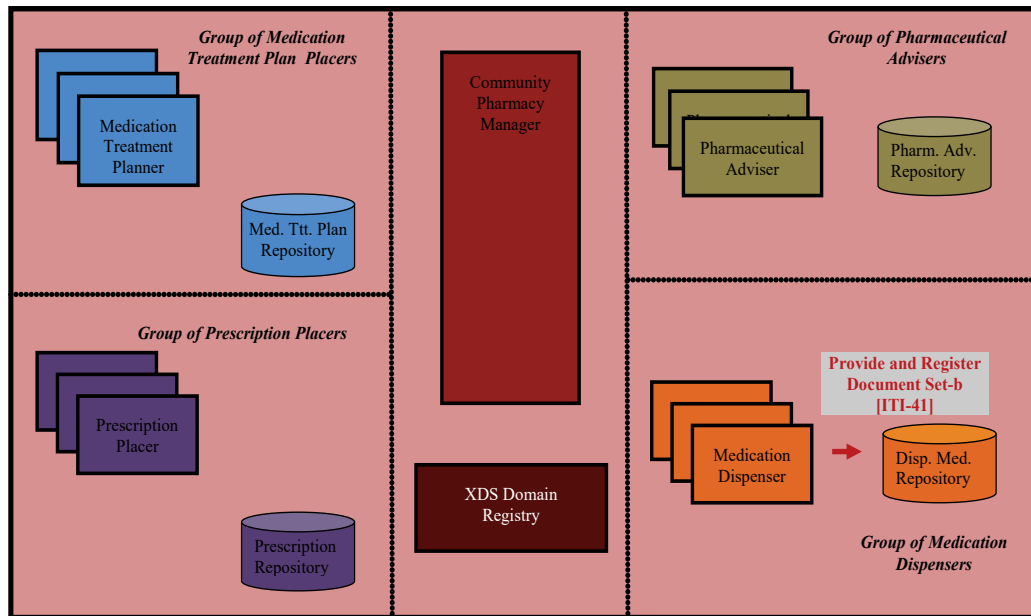 Group of Medication
Treatment Plan Placers
Medication
Treatment
Planner
Med. Ttt. Plan
Repository
Group of Prescription Placers
Prescription
Placer
Prescription
Repository
Community
Pharmacy
Manager
XDS Domain
Registry
Group of Pharmaceutical
Advisers
Pharmaceutical
Adviser
Pharm. Adv.
Repository
Provide and Register
Document Set-b
[ITI-41]
Medication
Dispenser
Disp. Med.
Repository
Group of Medication
Dispensers